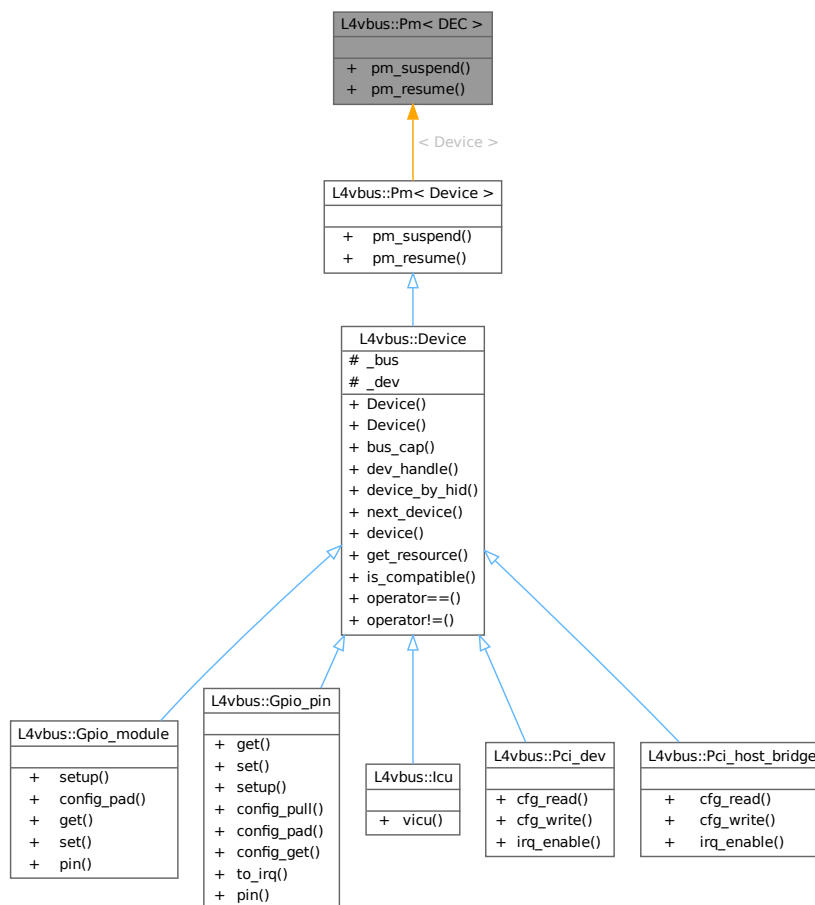 L4vbus::Pm< DEC >
+ pm_suspend()
+ pm_resume()
< Device >
L4vbus::Pm< Device >
+ pm_suspend()
+ pm_resume()
L4vbus::Device
# _bus
# _dev
+ Device()
+ Device()
+ bus_cap()
+ dev_handle()
+ device_by_hid()
+ next_device()
+ device()
+ get_resource()
+ is_compatible()
+ operator==()
+ operator!=()
L4vbus::Gpio_module
+ setup()
+ config_pad()
+ get()
+ set()
+ pin()
L4vbus::Gpio_pin
+ get()
+ set()
+ setup()
+ config_pull()
+ config_pad()
+ config_get()
+ to_irq()
+ pin()
L4vbus::Icu
+ vicu()
L4vbus::Pci_dev
+ cfg_read()
+ cfg_write()
+ irq_enable()
L4vbus::Pci_host_bridge
+ cfg_read()
+ cfg_write()
+ irq_enable()